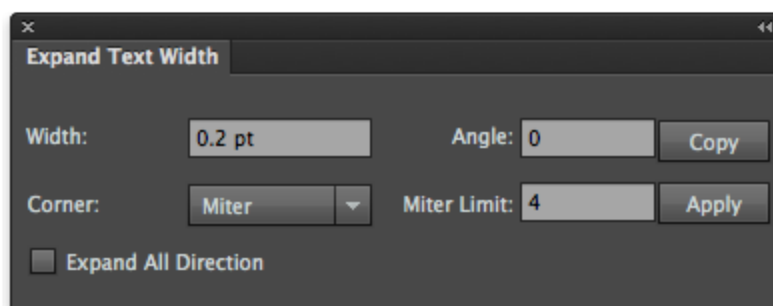 Expand Text Width
Width: 0.2 pt Angle: 0 Copy
Corner: Miter Miter Limit: 4 Apply
Expand All Direction